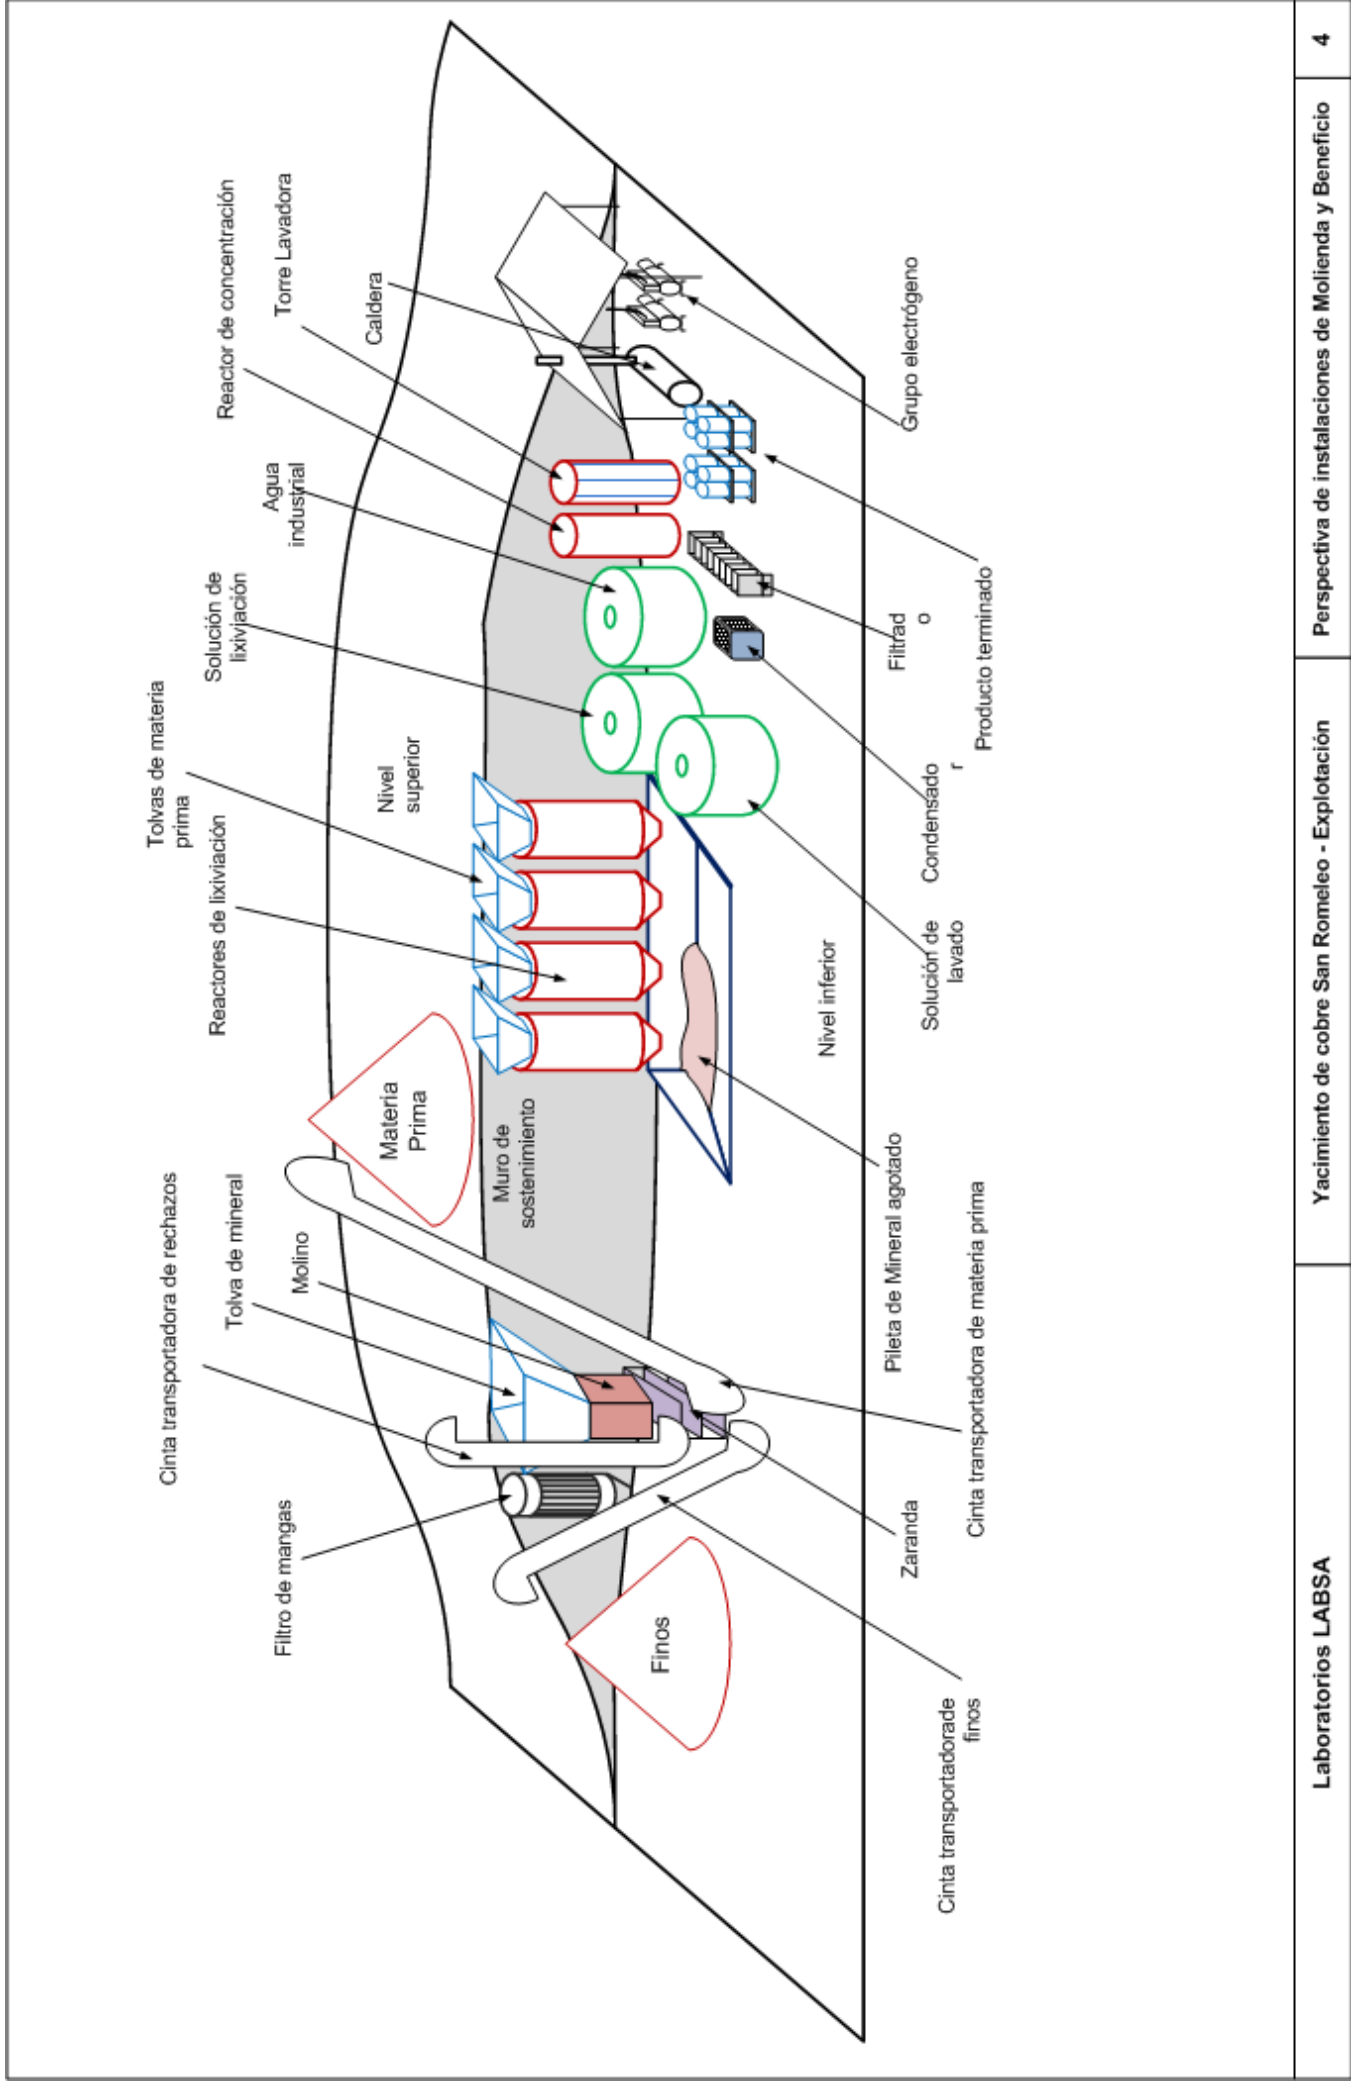 Cinta transportadora de rechazos
Tolva de mineral
Molino
Filtro de mangas
Tolvas de materia
prima
Reactores de lixiviación
Solución de
lixiviación
Agua
industrial
Reactor de concentración
Torre Lavadora
Caldera
Nivel
superior
Materia
Prima
Muro de
sostenimiento
Finos
Nivel inferior
Cinta transportadorade
finos
Zaranda
Cinta transportadora de materia prima
Pileta de Mineral agotado
Solución de
lavado
Condensado
r
Filtrad
o
Producto terminado
Grupo electrógeno
Laboratorios LABSA
Yacimiento de cobre San Romeleo - Explotación
Perspectiva de instalaciones de Molienda y Beneficio
4